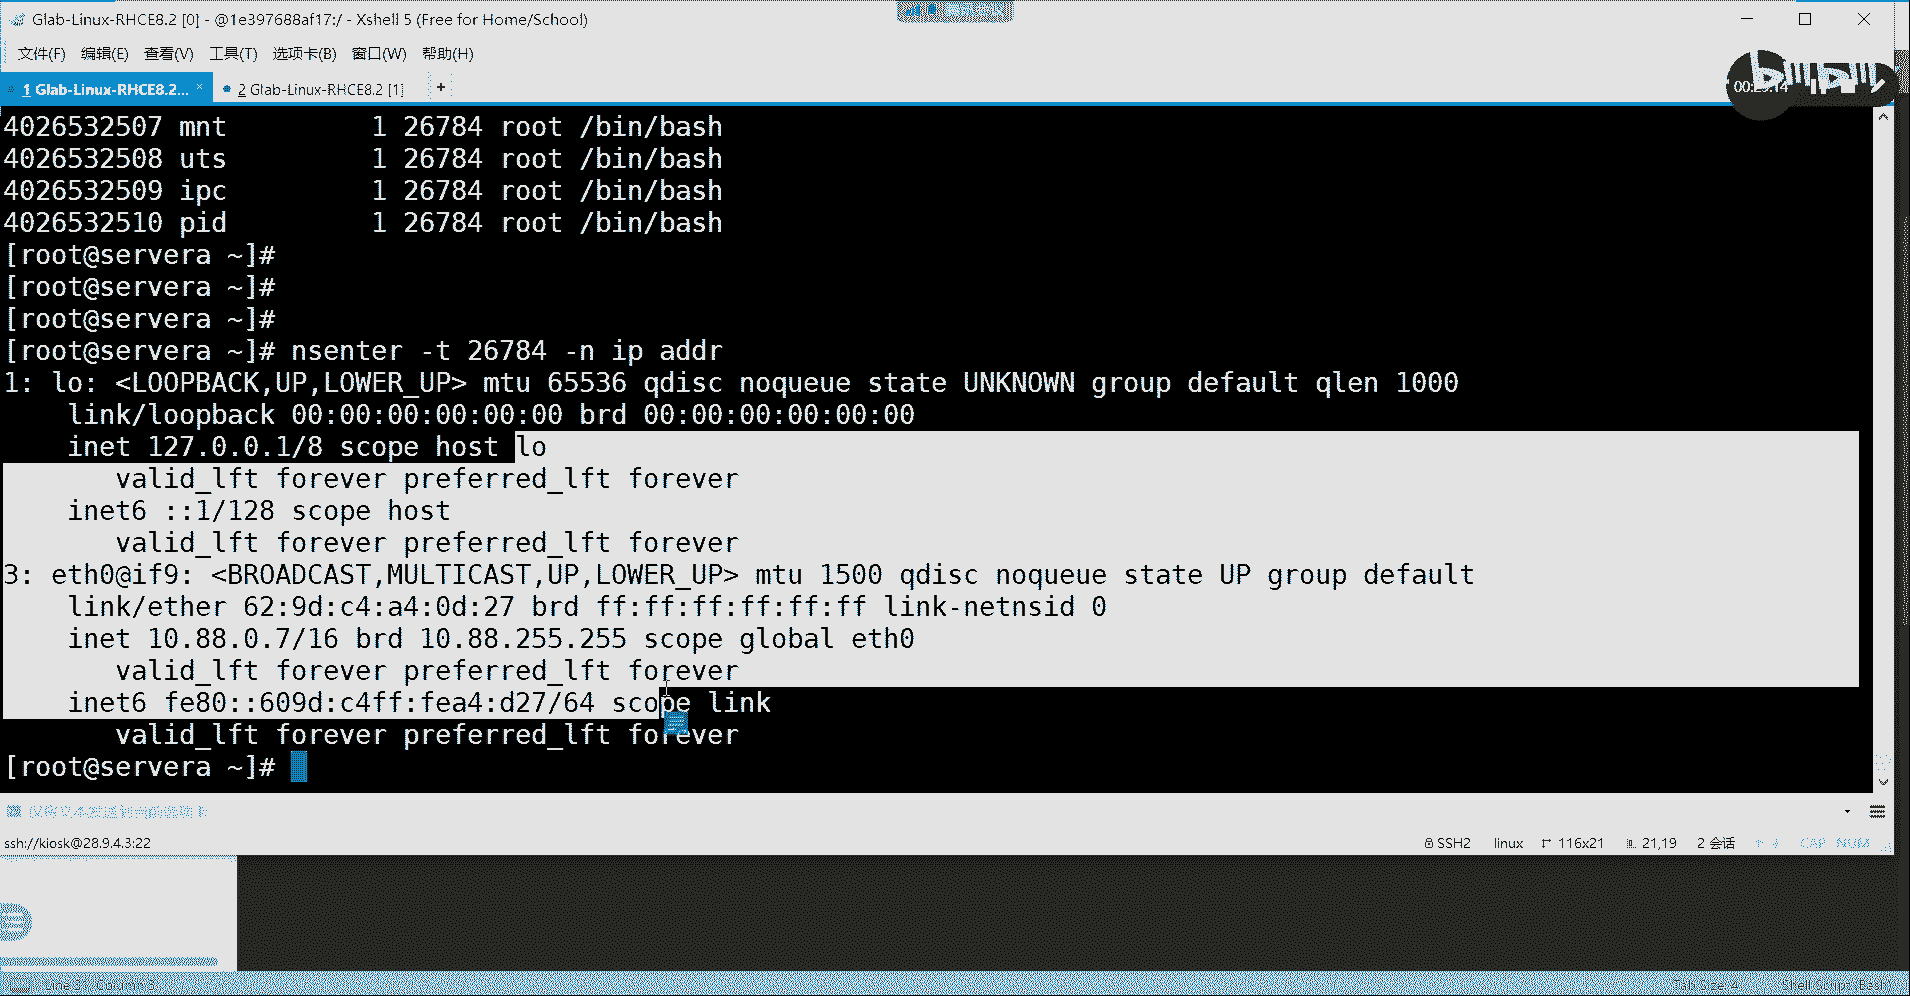 Glab-Linux-RHCE8.2 [0] - @1e397688af17:/ - Xshell 5 (Free for Home/School)
文件(F) 编辑(E) 查看(V) 工具(T) 选项卡(B) 窗口(W) 帮助(H)
1 Glab-Linux-RHCE8.2... × 2 Glab-Linux-RHCE8.2 [1] +
4026532507 mnt 1 26784 root /bin/bash
4026532508 uts 1 26784 root /bin/bash
4026532509 ipc 1 26784 root /bin/bash
4026532510 pid 1 26784 root /bin/bash
[root@servera ~]#
[root@servera ~]#
[root@servera ~]#
[root@servera ~]# nsenter -t 26784 -n ip addr
1: lo: <LOOPBACK,UP,LOWER_UP> mtu 65536 qdisc noqueue state UNKNOWN group default qlen 1000
link/loopback 00:00:00:00:00:00 brd 00:00:00:00:00:00
inet 127.0.0.1/8 scope host lo
valid_lft forever preferred_lft forever
inet6 ::1/128 scope host
valid_lft forever preferred_lft forever
3: eth0@if9: <BROADCAST,MULTICAST,UP,LOWER_UP> mtu 1500 qdisc noqueue state UP group default
link/ether 62:9d:c4:a4:0d:27 brd ff:ff:ff:ff:ff:ff link-netnsid 0
inet 10.88.0.7/16 brd 10.88.255.255 scope global eth0
valid_lft forever preferred_lft forever
inet6 fe80::609d:c4ff:fea4:d27/64 scope link
valid_lft forever preferred_lft forever
[root@servera ~]#
ssh://kiosk@28.9.4.3:22 SSH2 linux 116x21 21,19 2 会话 CAP NUM